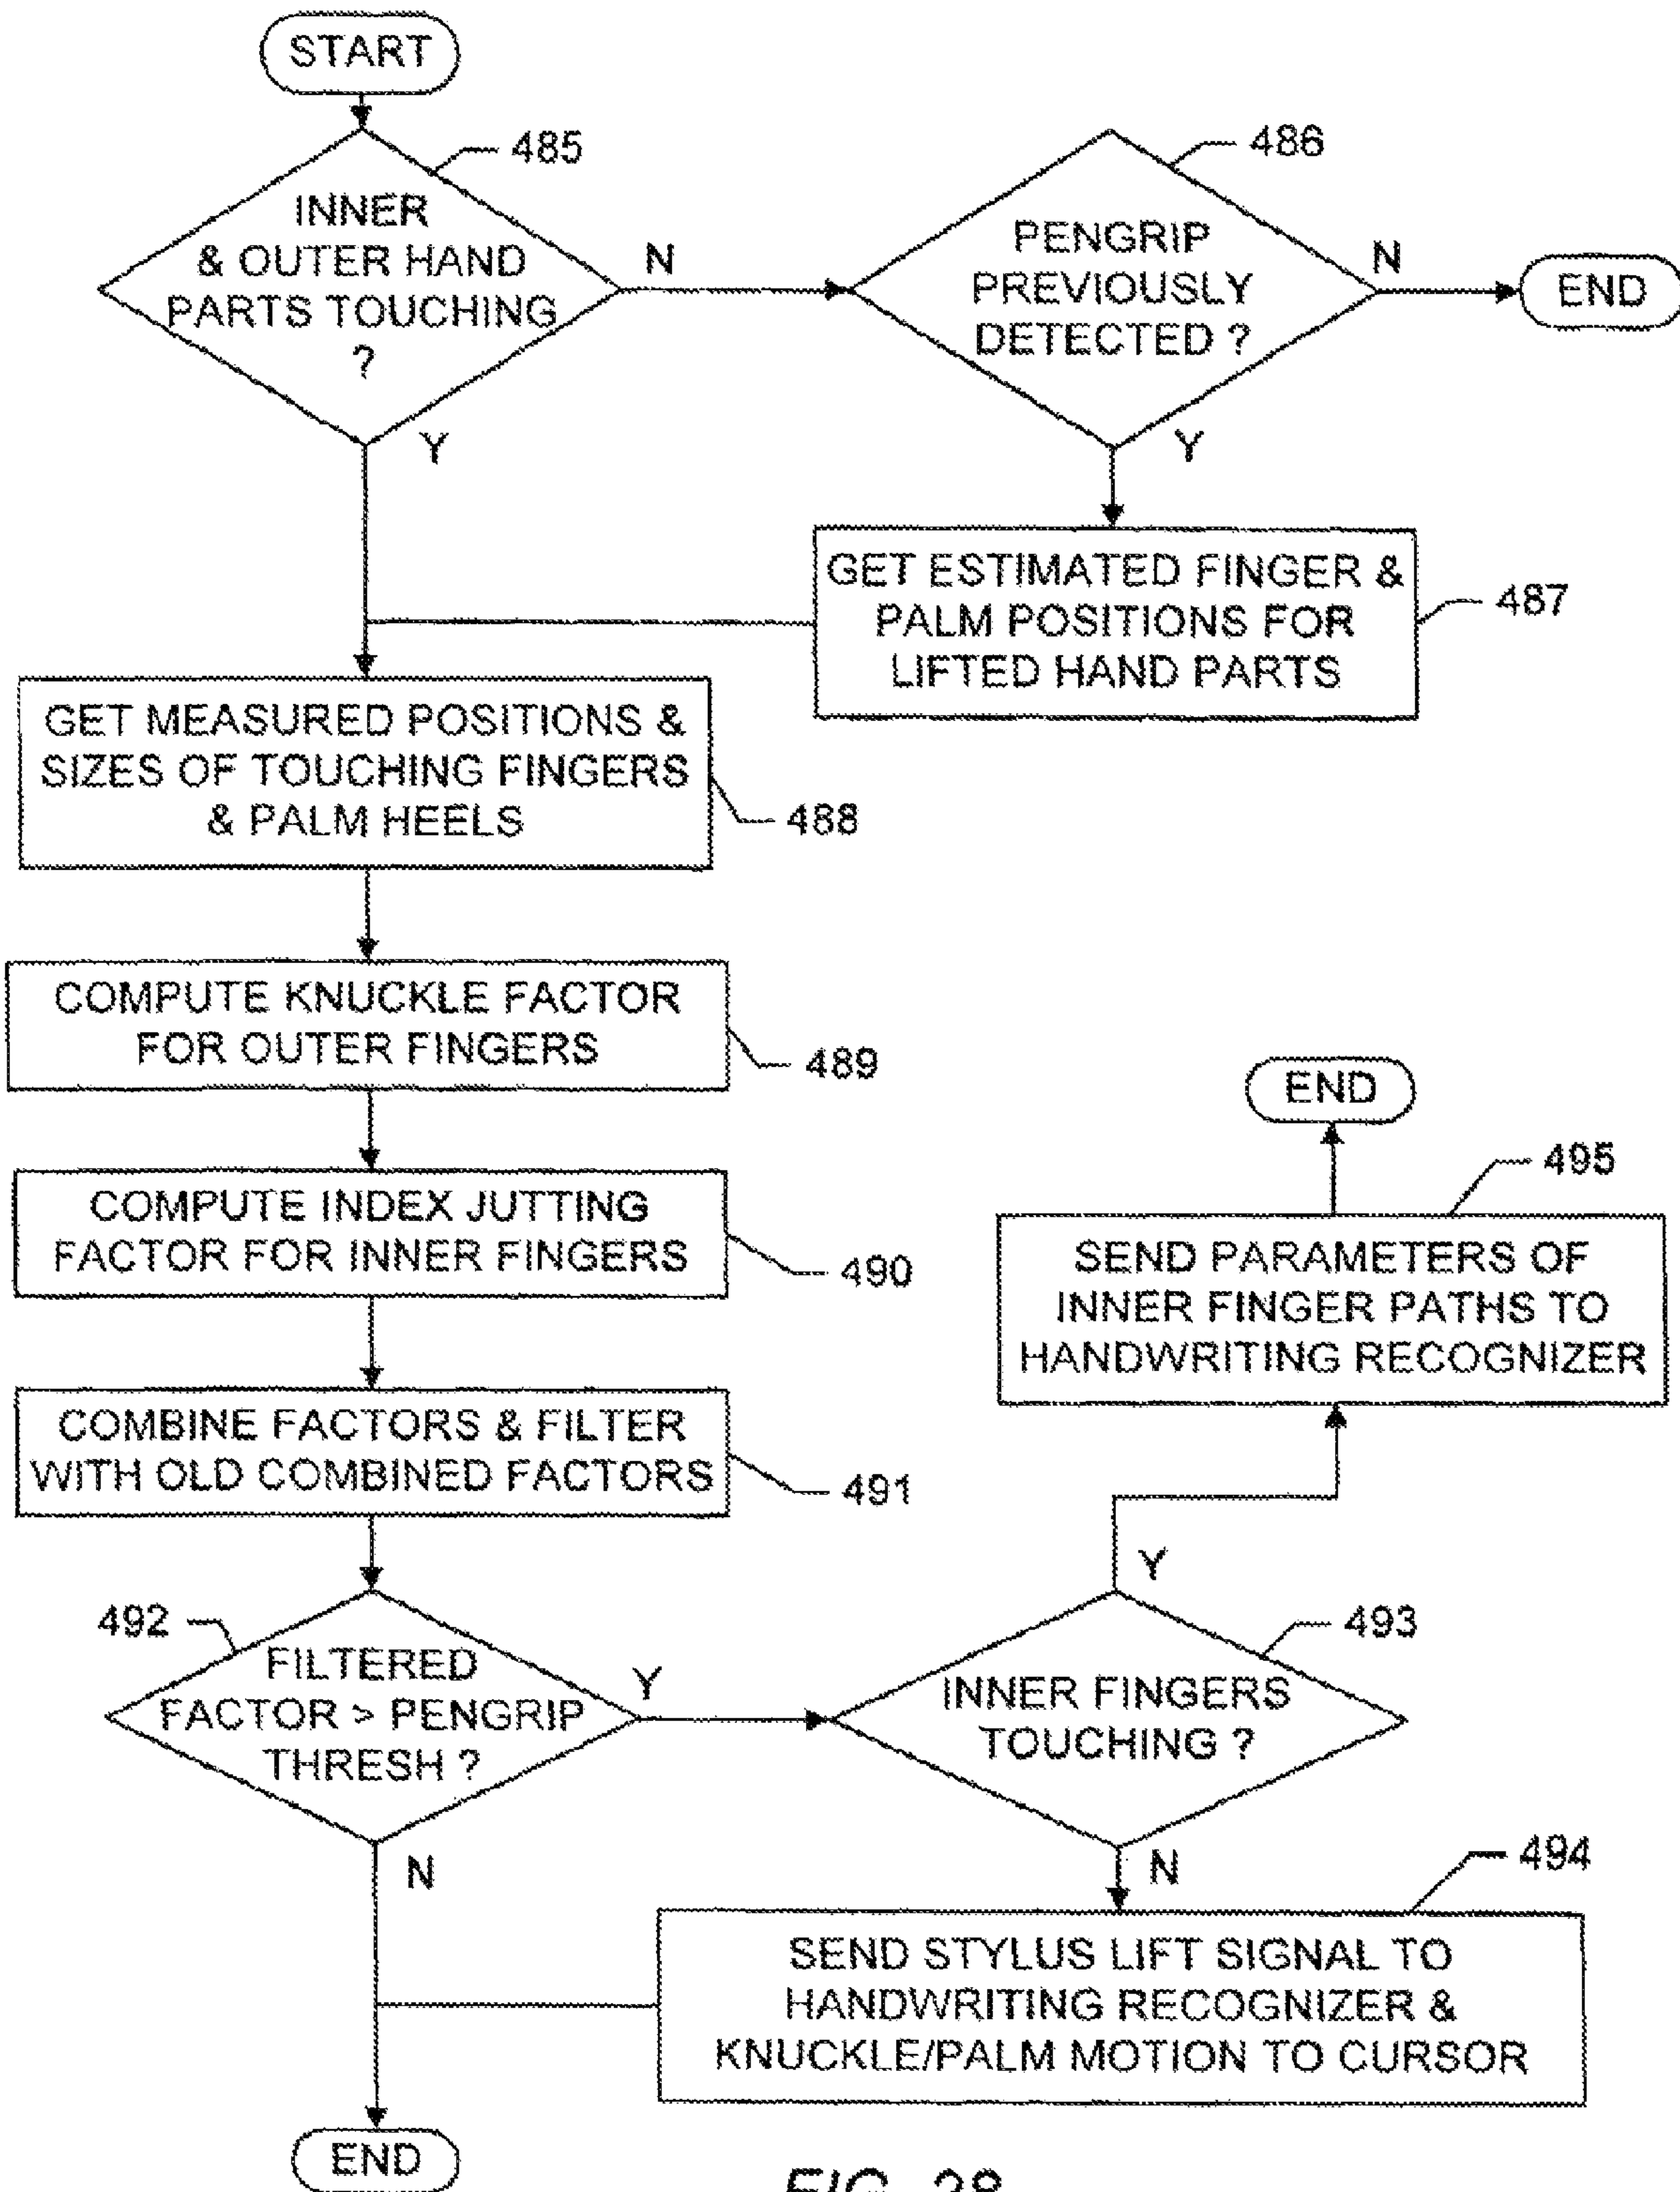 START
485
INNER
& OUTER HAND
PARTS TOUCHING
?
N
Y
486
PENGRIP
PREVIOUSLY
DETECTED ?
N
END
Y
GET ESTIMATED FINGER &
PALM POSITIONS FOR
LIFTED HAND PARTS
487
GET MEASURED POSITIONS &
SIZES OF TOUCHING FINGERS
& PALM HEELS
488
COMPUTE KNUCKLE FACTOR
FOR OUTER FINGERS
489
COMPUTE INDEX JUTTING
FACTOR FOR INNER FINGERS
490
COMBINE FACTORS & FILTER
WITH OLD COMBINED FACTORS
491
492
FILTERED
FACTOR > PENGRIP
THRESH ?
Y
N
END
495
SEND PARAMETERS OF
INNER FINGER PATHS TO
HANDWRITING RECOGNIZER
Y
493
INNER FINGERS
TOUCHING ?
N
494
SEND STYLUS LIFT SIGNAL TO
HANDWRITING RECOGNIZER &
KNUCKLE/PALM MOTION TO CURSOR
END
FIG. 38